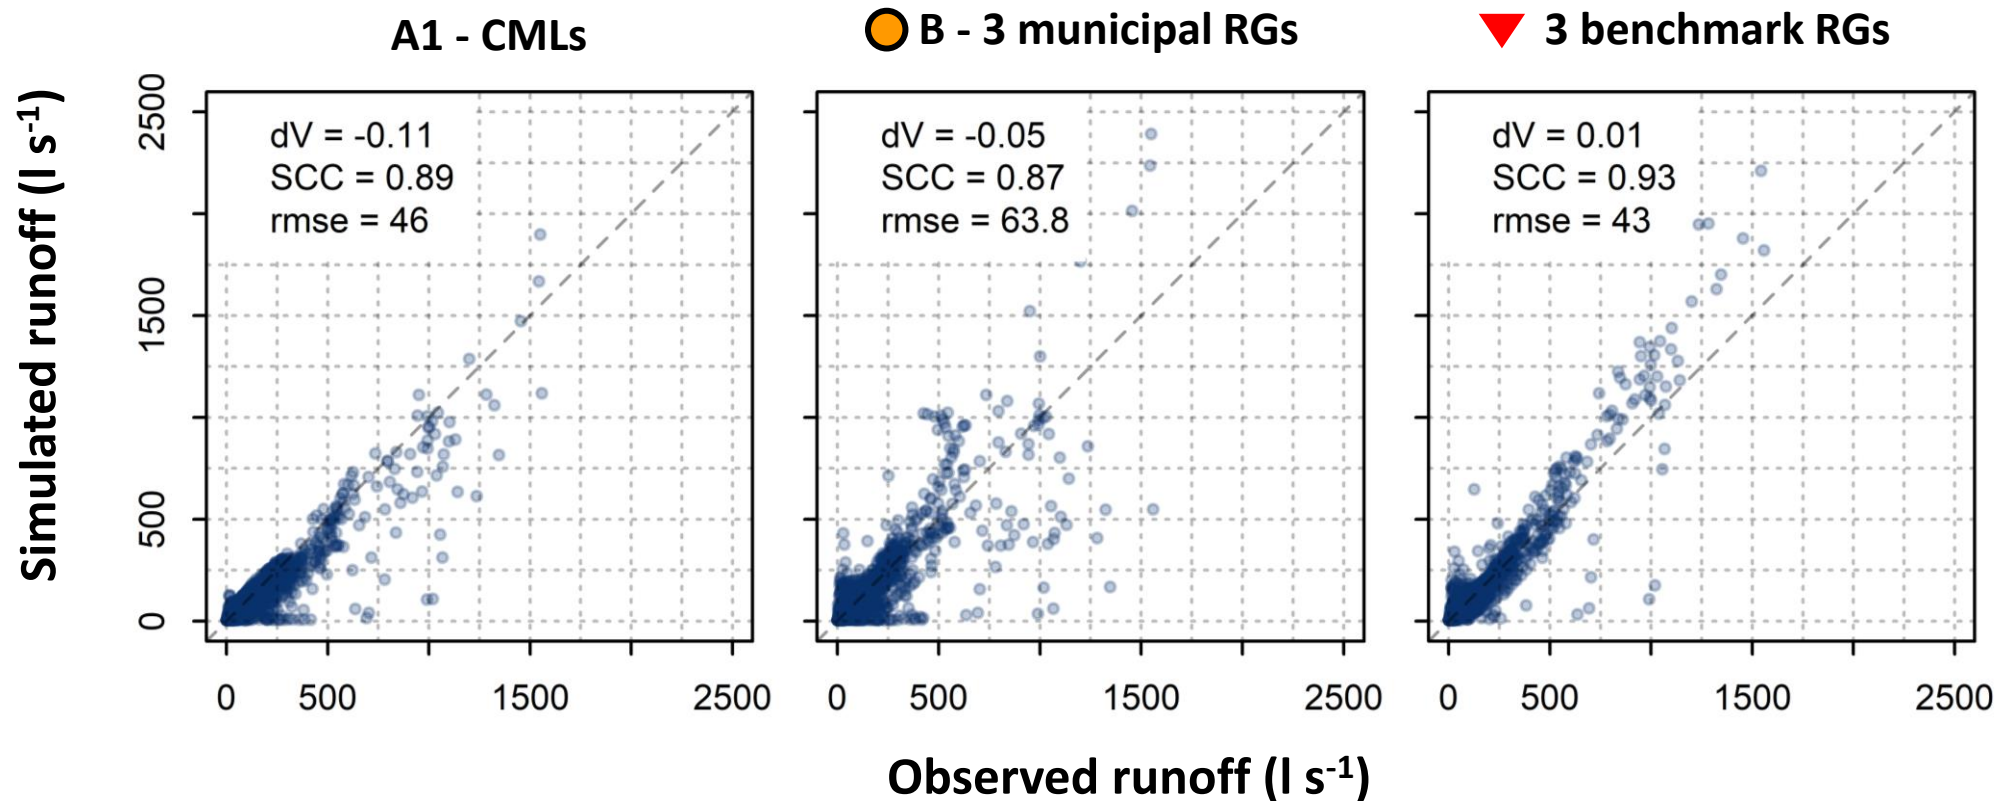 A1 - CMLs
B - 3 municipal RGs
3 benchmark RGs
Simulated runoff (l s⁻¹)
2500
1500
500
0
dV = -0.11
SCC = 0.89
rmse = 46
dV = -0.05
SCC = 0.87
rmse = 63.8
dV = 0.01
SCC = 0.93
rmse = 43
0 500 1500 2500
0 500 1500 2500
0 500 1500 2500
Observed runoff (l s⁻¹)